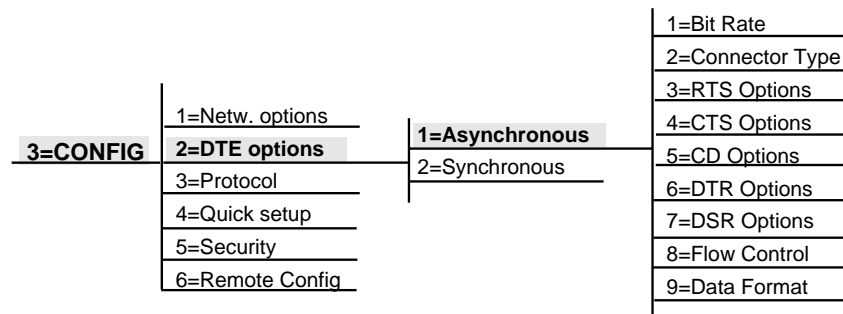 3=CONFIG
1=Netw. options
2=DTE options
3=Protocol
4=Quick setup
5=Security
6=Remote Config
1=Asynchronous
2=Synchronous
1=Bit Rate
2=Connector Type
3=RTS Options
4=CTS Options
5=CD Options
6=DTR Options
7=DSR Options
8=Flow Control
9=Data Format